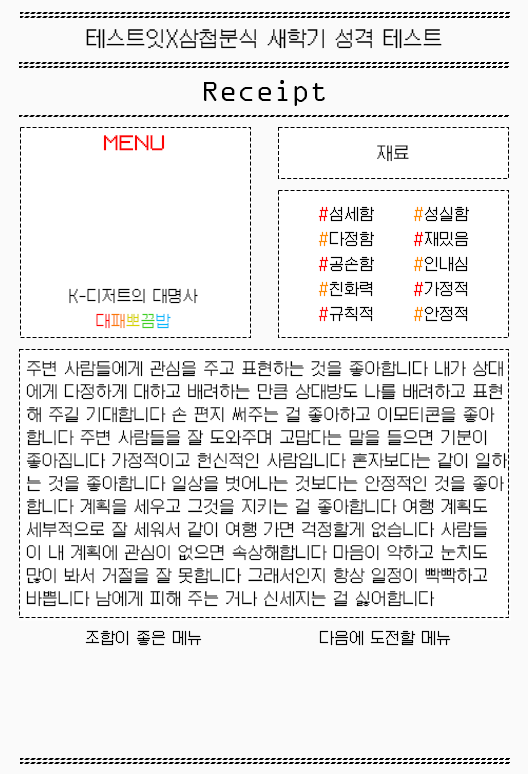 테스트잇X삼첩분식 새학기 성격 테스트
Receipt
MENU
K-디저트의 대명사
대패뽀끔밥
재료
#섬세함 #성실함
#다정함 #재밌음
#공손함 #인내심
#친화력 #가정적
#규칙적 #안정적
주변 사람들에게 관심을 주고 표현하는 것을 좋아합니다 내가 상대
에게 다정하게 대하고 배려하는 만큼 상대방도 나를 배려하고 표현
해 주길 기대합니다 손 편지 써주는 걸 좋아하고 이모티콘을 좋아
합니다 주변 사람들을 잘 도와주며 고맙다는 말을 들으면 기분이
좋아집니다 가정적이고 헌신적인 사람입니다 혼자보다는 같이 일하
는 것을 좋아합니다 일상을 벗어나는 것보다는 안정적인 것을 좋아
합니다 계획을 세우고 그것을 지키는 걸 좋아합니다 여행 계획도
세부적으로 잘 세워서 같이 여행 가면 걱정할게 없습니다 사람들
이 내 계획에 관심이 없으면 속상해합니다 마음이 약하고 눈치도
많이 봐서 거절을 잘 못합니다 그래서인지 항상 일정이 빡빡하고
바쁩니다 남에게 피해 주는 거나 신세지는 걸 싫어합니다
조합이 좋은 메뉴 다음에 도전할 메뉴